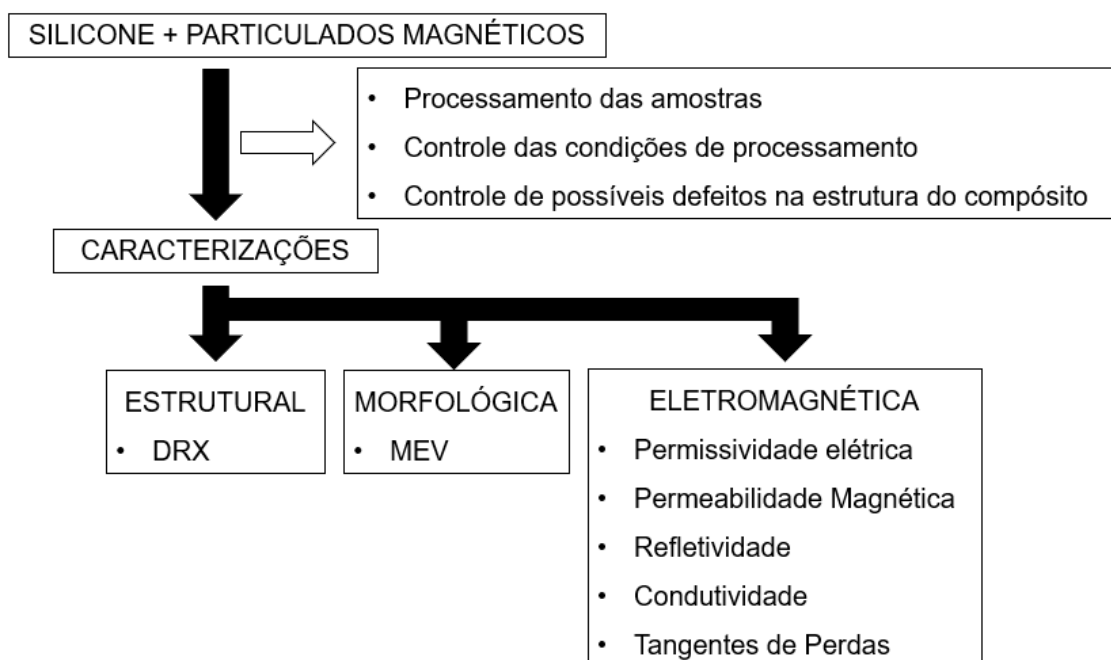 SILICONE + PARTICULADOS MAGNÉTICOS
• Processamento das amostras
• Controle das condições de processamento
• Controle de possíveis defeitos na estrutura do compósito
CARACTERIZAÇÕES
ESTRUTURAL
• DRX
MORFOLÓGICA
• MEV
ELETROMAGNÉTICA
• Permissividade elétrica
• Permeabilidade Magnética
• Refletividade
• Condutividade
• Tangentes de Perdas